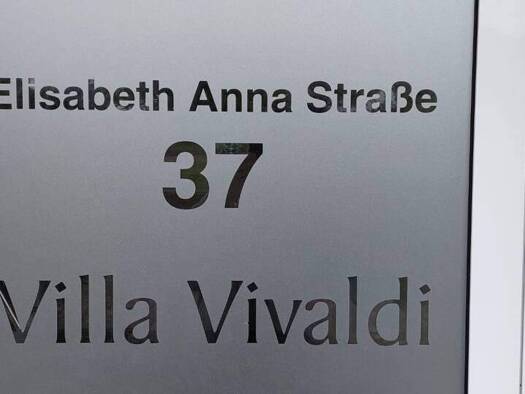 Elisabeth Anna Straße
37
Villa Vivaldi